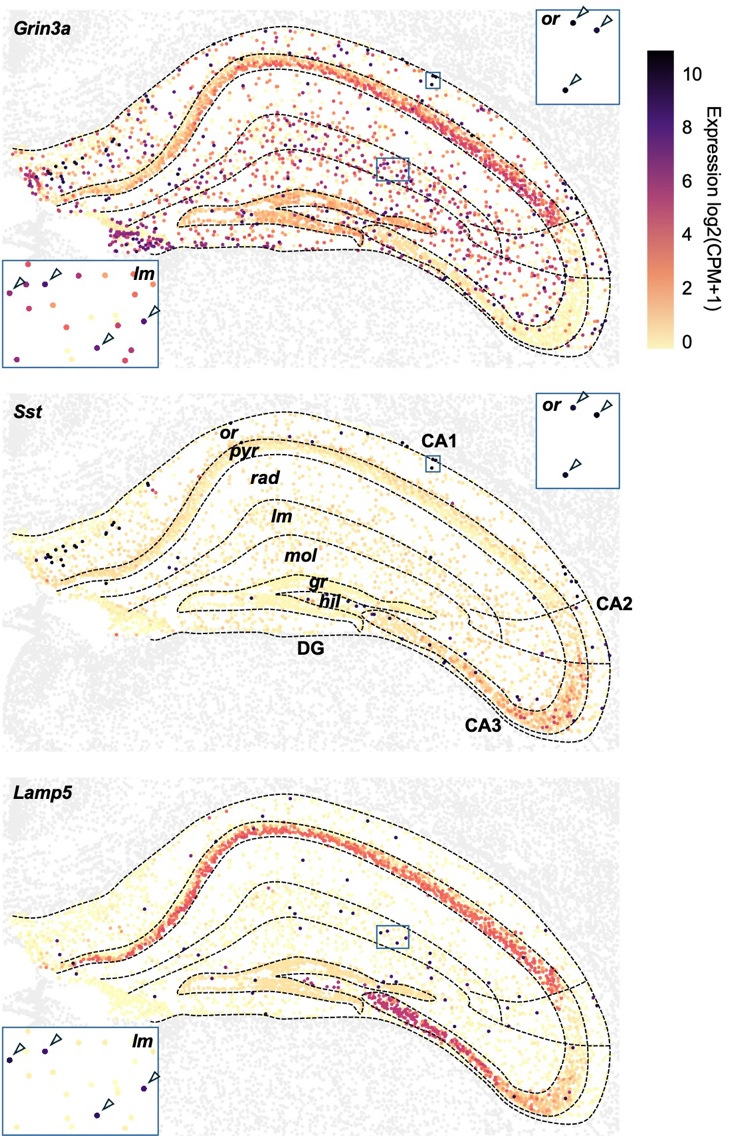 Grin3a
or
10
8
6
4
2
0
Expression log2(CPM+1)
lm
Sst
or
or
CA1
pyr
rad
lm
mol
gr
hil
CA2
DG
CA3
Lamp5
lm